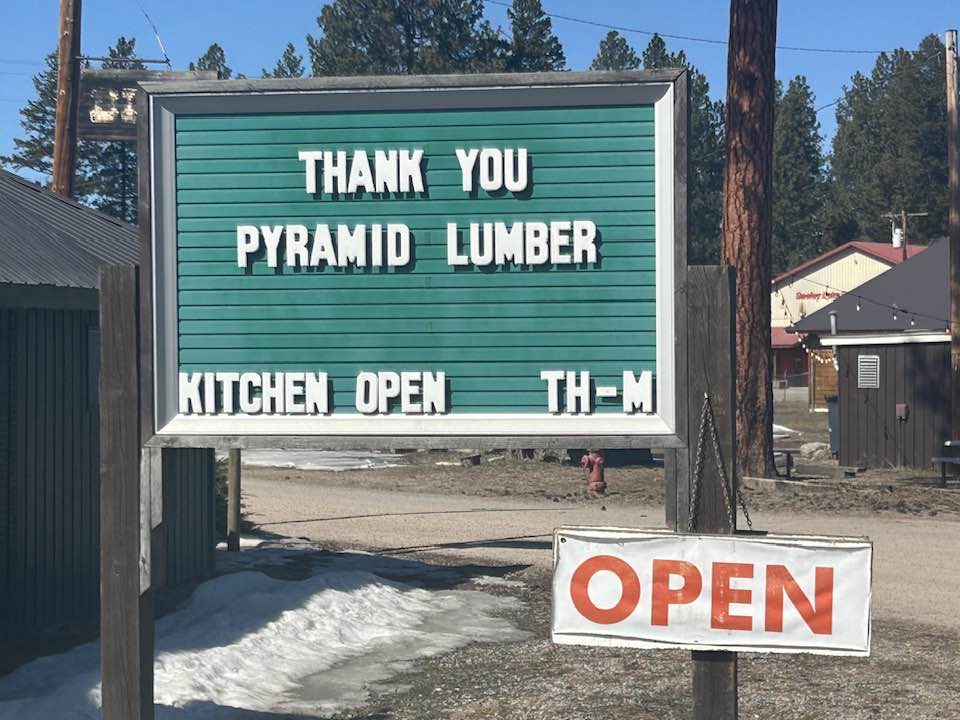 THANK YOU
PYRAMID LUMBER
KITCHEN OPEN TH-M
OPEN